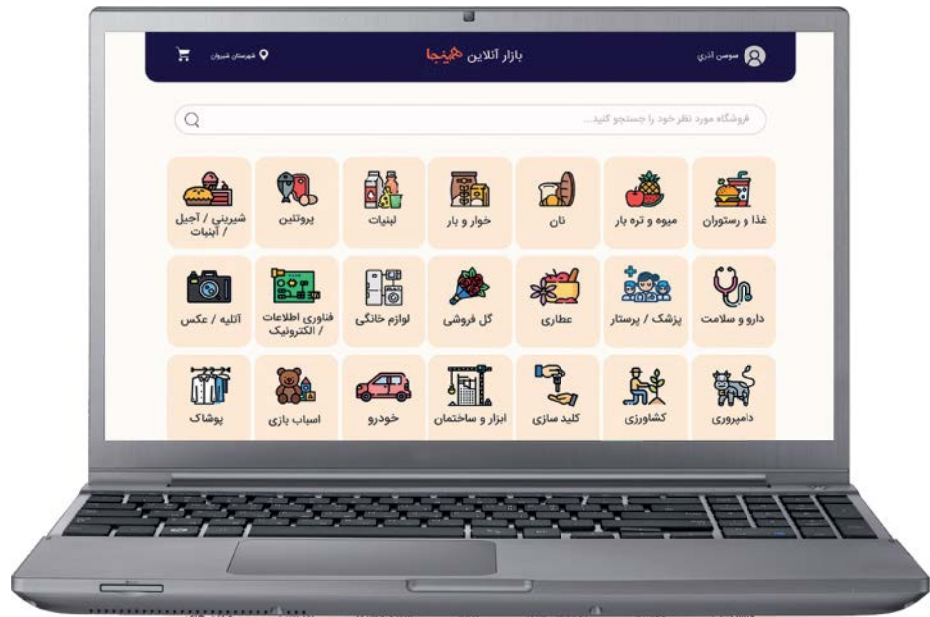 سوسن آذری
بازار آنلاین همینجا
شهرستان شیروان
فروشگاه مورد نظر خود را جستجو کنید...
غذا و رستوران
میوه و تره بار
نان
خوار و بار
لبنیات
پروتئین
شیرینی / آجیل
/ آبنبات
دارو و سلامت
پزشک / پرستار
عطاری
گل فروشی
لوازم خانگی
فناوری اطلاعات
/ الکترونیک
آتلیه / عکس
دامپروری
کشاورزی
کلید سازی
ابزار و ساختمان
خودرو
اسباب بازی
پوشاک